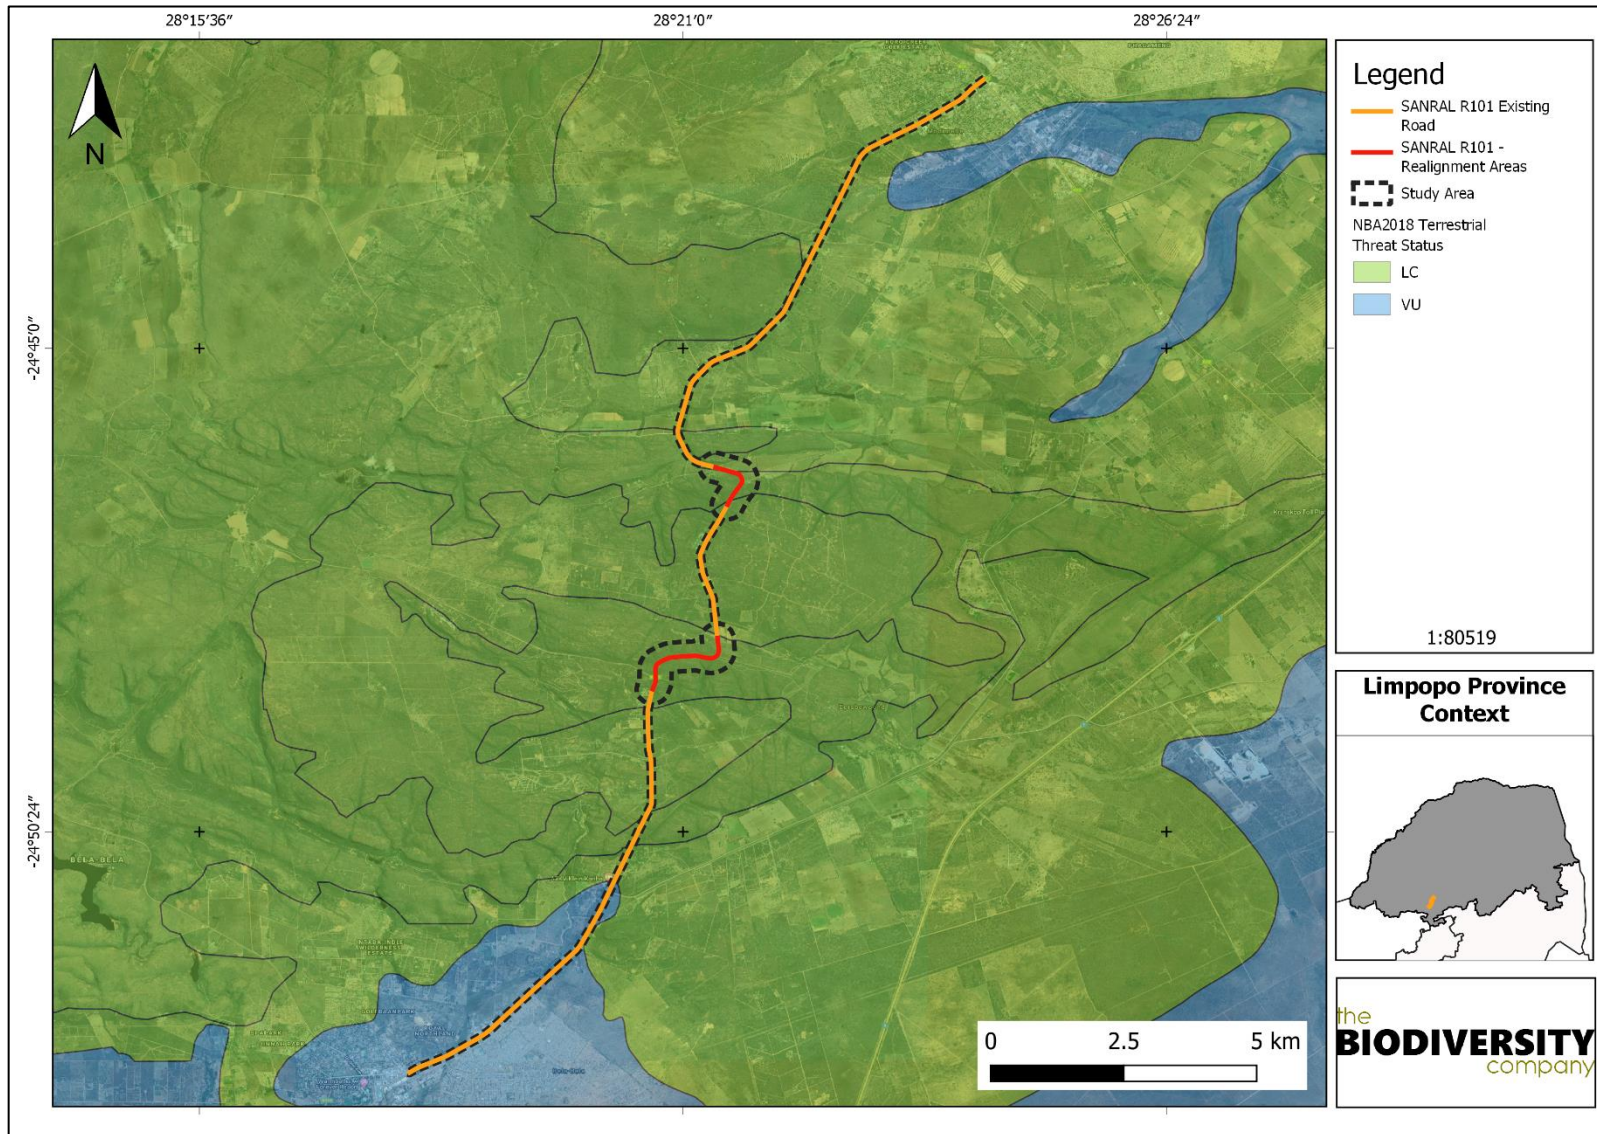 28°15′36″ 28°21′0″ 28°26′24″
N
-24°45′0″
-24°50′24″
BELA-BELA
0 2.5 5 km
Legend
SANRAL R101 Existing
Road
SANRAL R101 -
Realignment Areas
Study Area
NBA2018 Terrestrial
Threat Status
LC
VU
1:80519
Limpopo Province
Context
the
BIODIVERSITY
company